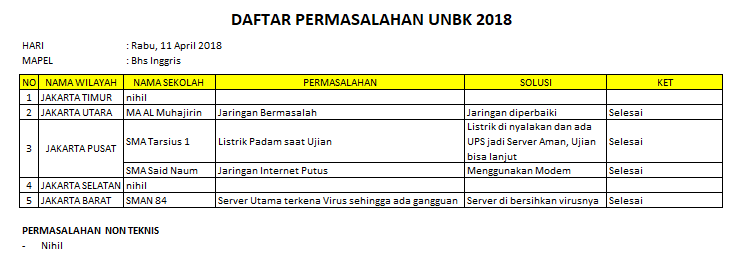 DAFTAR PERMASALAHAN UNBK 2018
HARI : Rabu, 11 April 2018
MAPEL : Bhs Inggris
NO NAMA WILAYAH NAMA SEKOLAH PERMASALAHAN SOLUSI KET
1 JAKARTA TIMUR nihil
2 JAKARTA UTARA MA AL Muhajirin Jaringan Bermasalah Jaringan diperbaiki Selesai
3 JAKARTA PUSAT SMA Tarsius 1 Listrik Padam saat Ujian Listrik di nyalakan dan ada
UPS jadi Server Aman, Ujian
bisa lanjut Selesai
SMA Said Naum Jaringan Internet Putus Menggunakan Modem Selesai
4 JAKARTA SELATAN nihil
5 JAKARTA BARAT SMAN 84 Server Utama terkena Virus sehingga ada gangguan Server di bersihkan virusnya Selesai
PERMASALAHAN NON TEKNIS
- Nihil